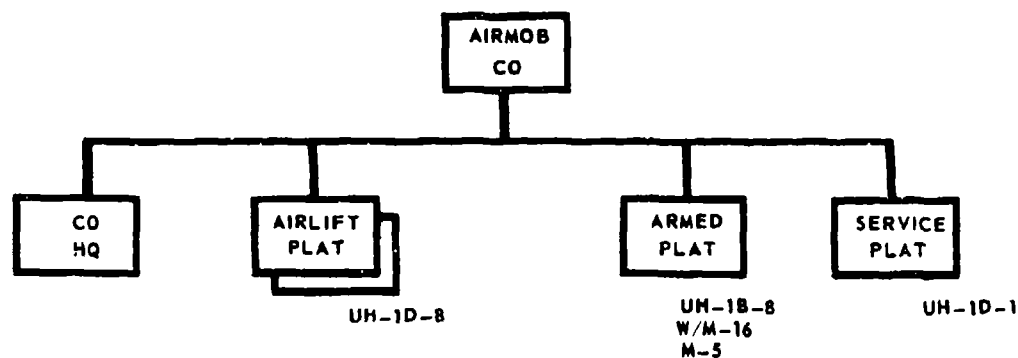 AIRMOB
CO
CO
HQ
AIRLIFT
PLAT
ARMED
PLAT
SERVICE
PLAT
UH-1D-8
UH-1B-8
W/M-16
M-5
UH-1D-1